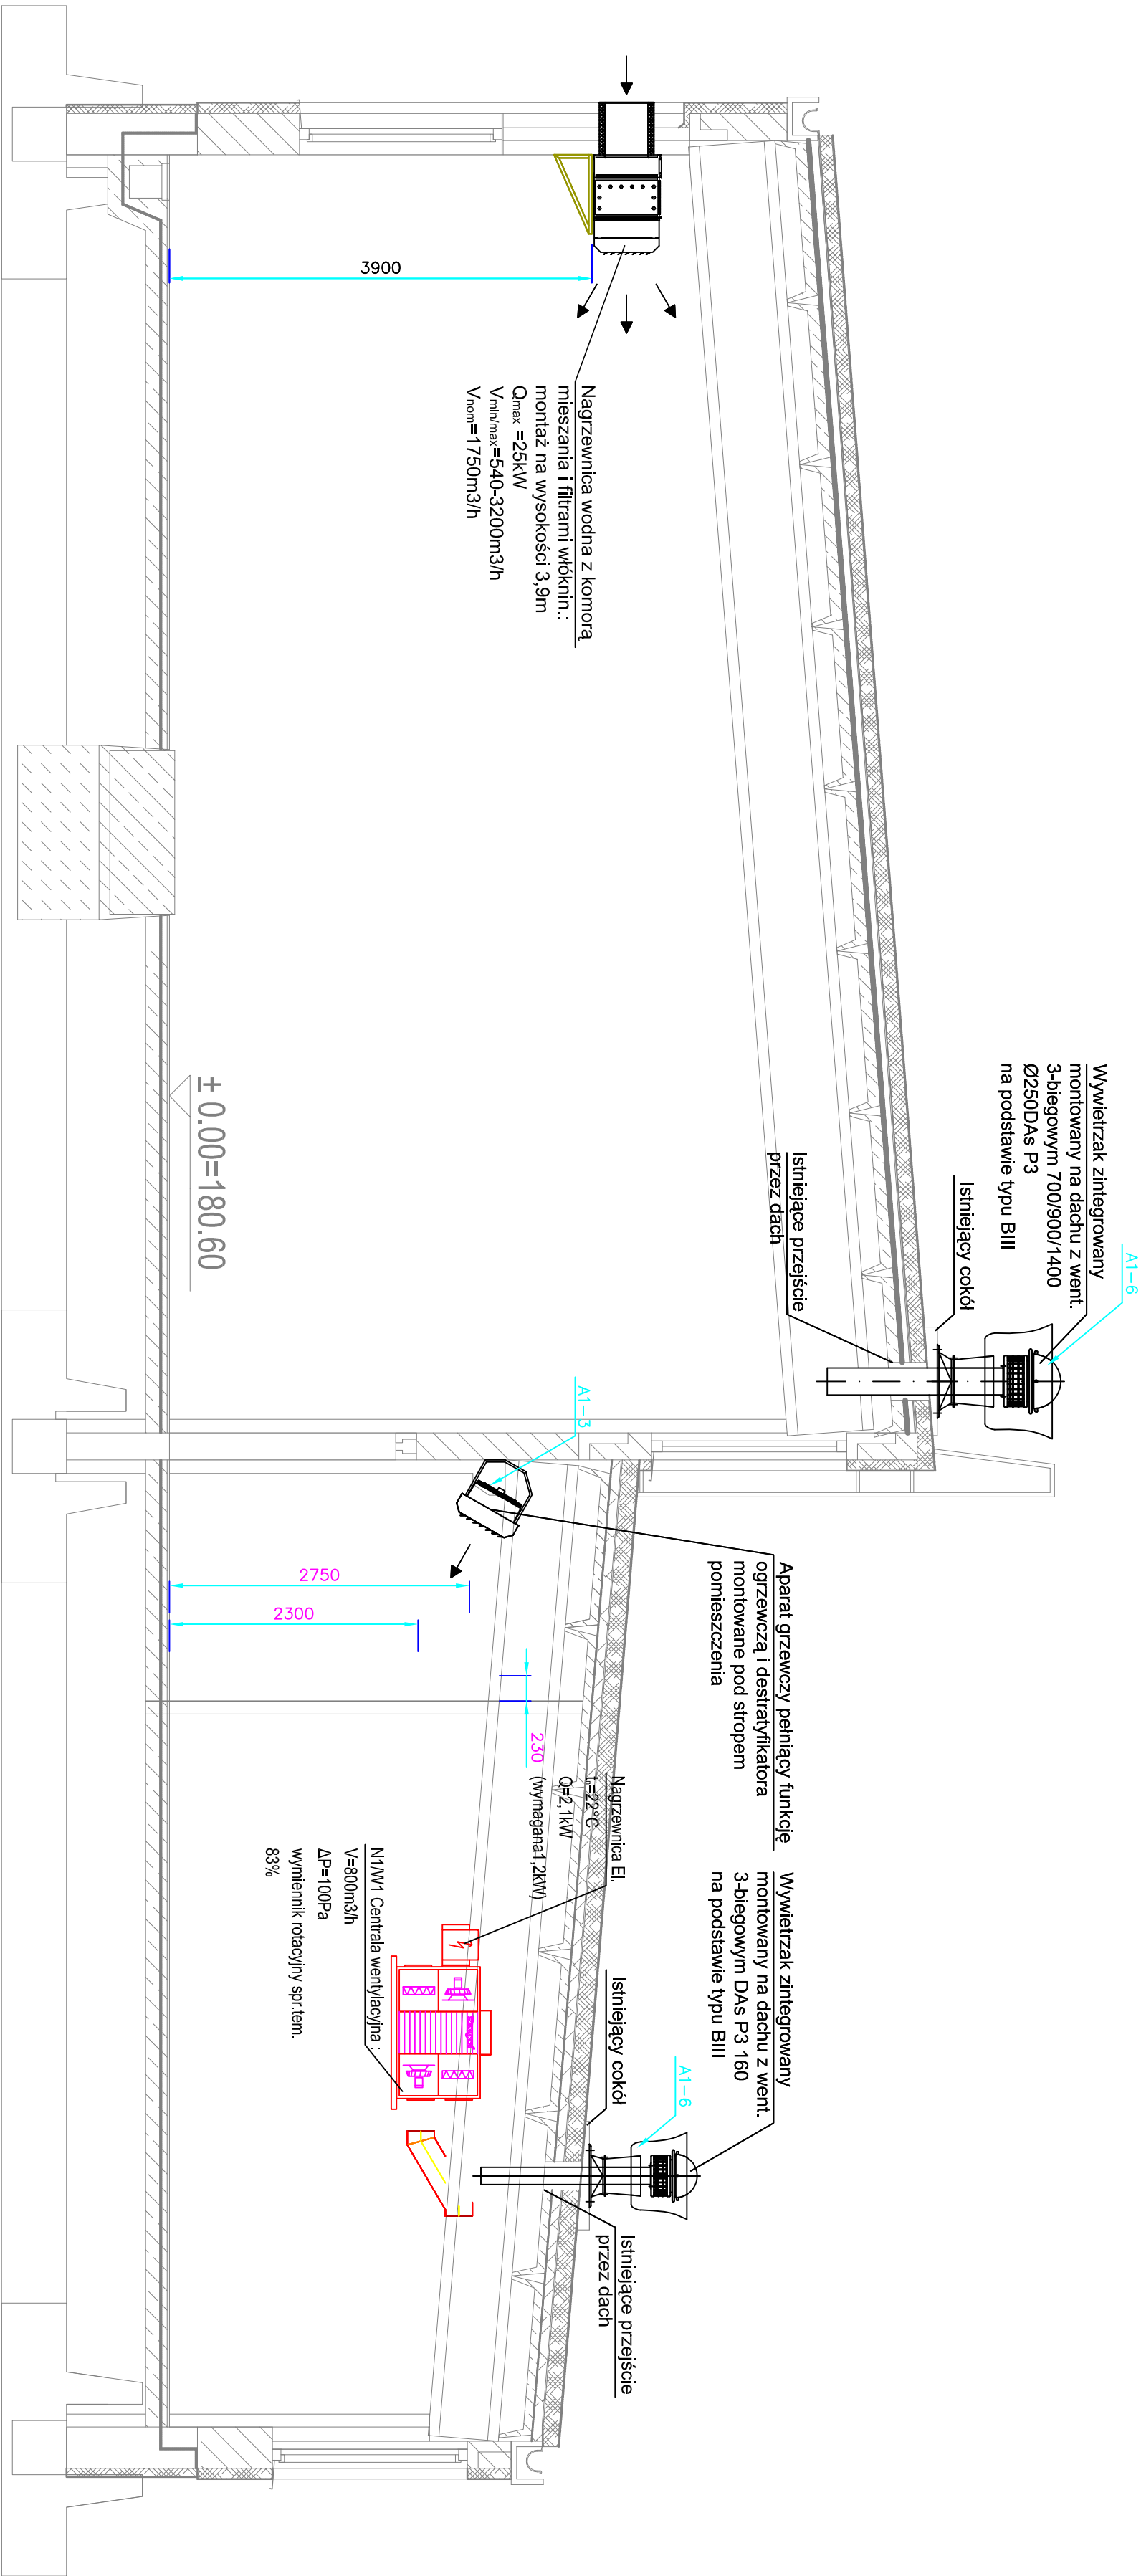 A1-6
Wywietrzak zintegrowany
montowany na dachu z went.
3-biegowym 700/900/1400
Ø250DAs P3
na podstawie typu BIII
Istniejący cokół
Istniejące przejście
przez dach
Nagrzewnica wodna z komorą
mieszania i filtrami włóknin.:
montaż na wysokości 3,9m
Qmax =25kW
Vmin/max=540-3200m3/h
Vnom=1750m3/h
3900
± 0.00=180.60
A1-3
Aparat grzewczy pełniący funkcję
ogrzewczą i destratyfikatora
montowane pod stropem
pomieszczenia
2750
2300
230
Wywietrzak zintegrowany
montowany na dachu z went.
3-biegowym DAs P3 160
na podstawie typu BIII
A1-6
Istniejący cokół
Istniejące przejście
przez dach
Nagrzewnica El.
=22°C
Q=2,1kW
(wymagana1,2kW)
N1/W1 Centrala wentylacyjna :
V=800m3/h
ΔP=100Pa
wymiennik rotacyjny spr.tem.
83%